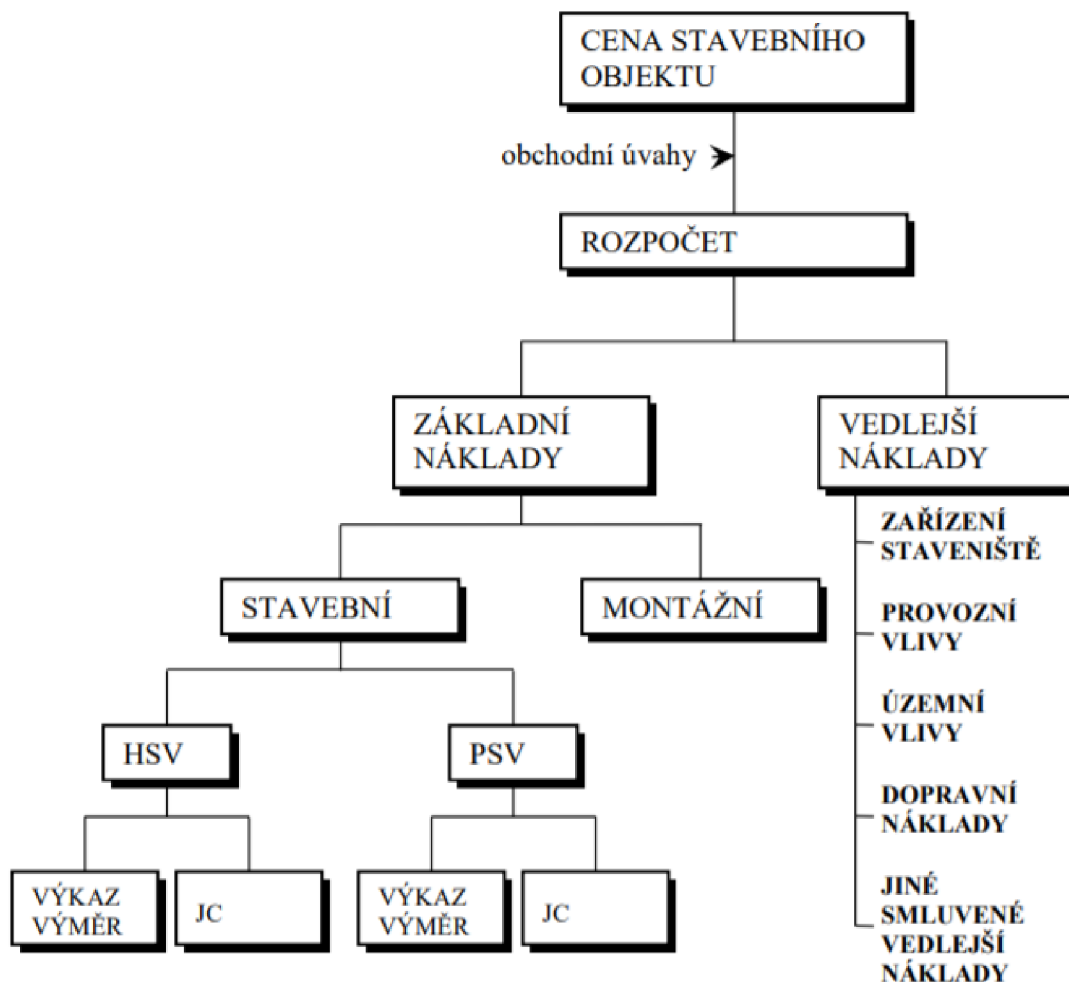 CENA STAVEBNÍHO
OBJEKTU
obchodní úvahy
ROZPOČET
ZÁKLADNÍ
NÁKLADY
VEDLEJŠÍ
NÁKLADY
ZAŘÍZENÍ
STAVENIŠTĚ
STAVEBNÍ
MONTÁŽNÍ
PROVOZNÍ
VLIVY
ÚZEMNÍ
VLIVY
HSV
PSV
DOPRAVNÍ
NÁKLADY
VÝKAZ
VÝMĚR
JC
VÝKAZ
VÝMĚR
JC
JINÉ
SMLUVENÉ
VEDLEJŠÍ
NÁKLADY